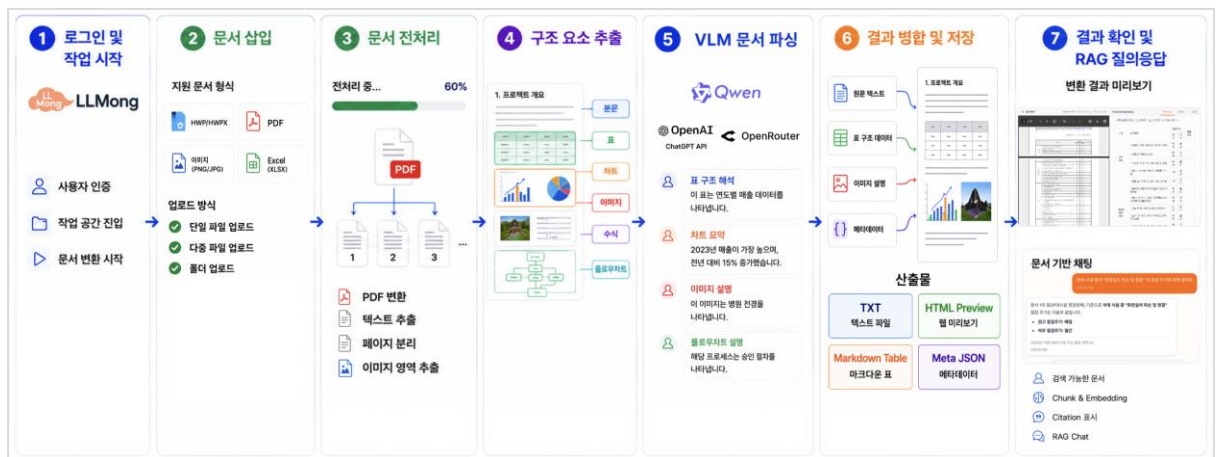 1 로그인 및
작업 시작
LL
Mong
LLMong
사용자 인증
작업 공간 진입
문서 변환 시작
2 문서 삽입
지원 문서 형식
HWP/HWPX
PDF
이미지
(PNG/JPG)
Excel
(XLSX)
업로드 방식
단일 파일 업로드
다중 파일 업로드
폴더 업로드
3 문서 전처리
전처리 중... 60%
PDF
1 2 3 ...
PDF 변환
텍스트 추출
페이지 분리
이미지 영역 추출
4 구조 요소 추출
1. 프로젝트 개요
본문
표
차트
이미지
수식
플로우차트
5 VLM 문서 파싱
Qwen
OpenAI
ChatGPT API
OpenRouter
표 구조 해석
이 표는 연도별 매출 데이터를
나타냅니다.
차트 요약
2023년 매출이 가장 높으며,
전년 대비 15% 증가했습니다.
이미지 설명
이 이미지는 병원 전경을
나타냅니다.
플로우차트 설명
해당 프로세스는 승인 절차를
나타냅니다.
6 결과 병합 및 저장
원문 텍스트
표 구조 데이터
이미지 설명
메타데이터
1. 프로젝트 개요
산출물
TXT
텍스트 파일
HTML Preview
웹 미리보기
Markdown Table
마크다운 표
Meta JSON
메타데이터
7 결과 확인 및
RAG 질의응답
변환 결과 미리보기
문서 기반 채팅
검색 가능한 문서
Chunk & Embedding
Citation 표시
RAG Chat